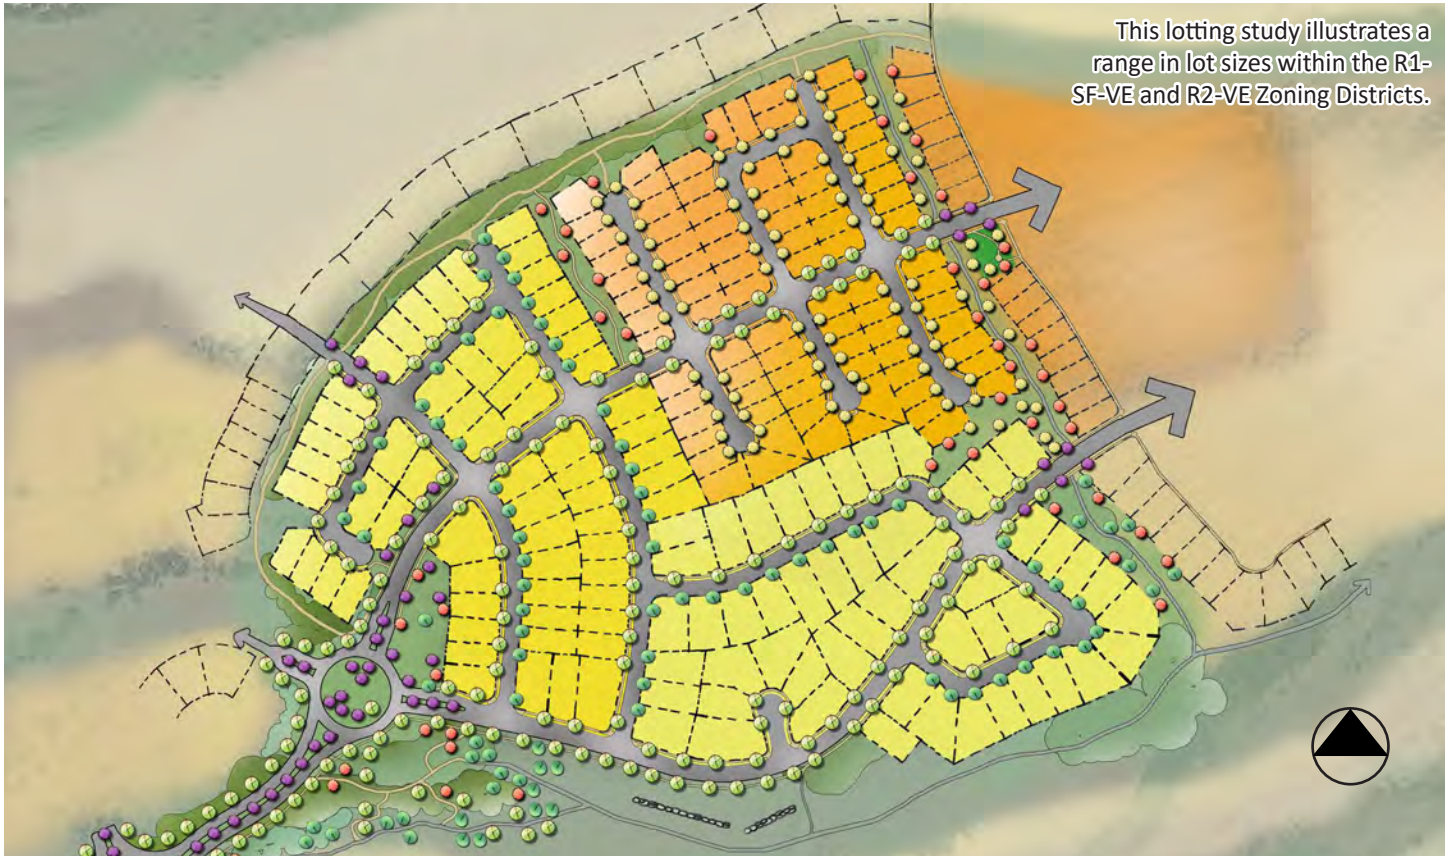 This lotting study illustrates a
range in lot sizes within the R1-
SF-VE and R2-VE Zoning Districts.